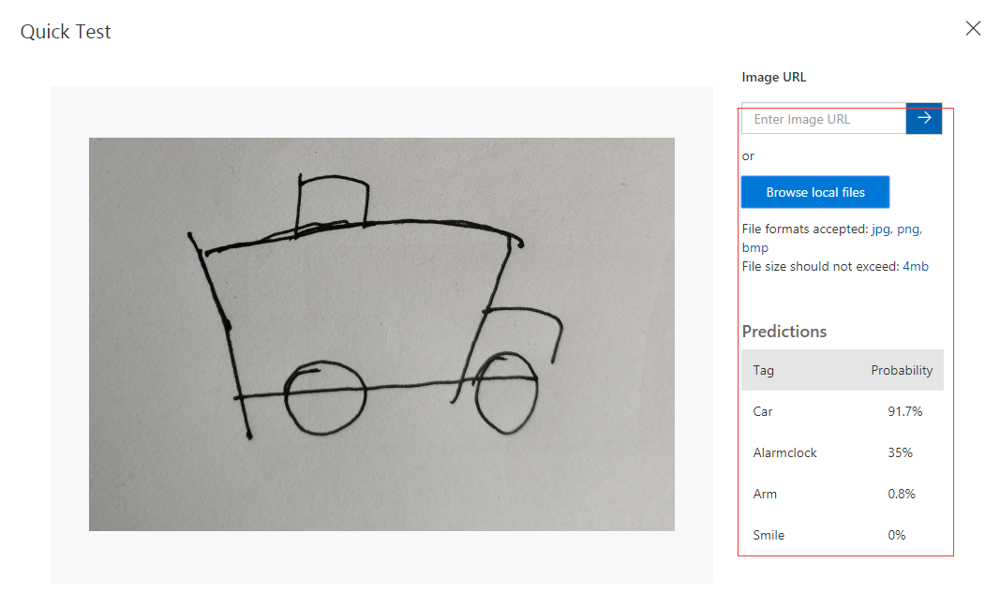 Quick Test
Image URL
Enter Image URL
or
Browse local files
File formats accepted: jpg, png,
bmp
File size should not exceed: 4mb
Predictions
Tag Probability
Car 91.7%
Alarmclock 35%
Arm 0.8%
Smile 0%